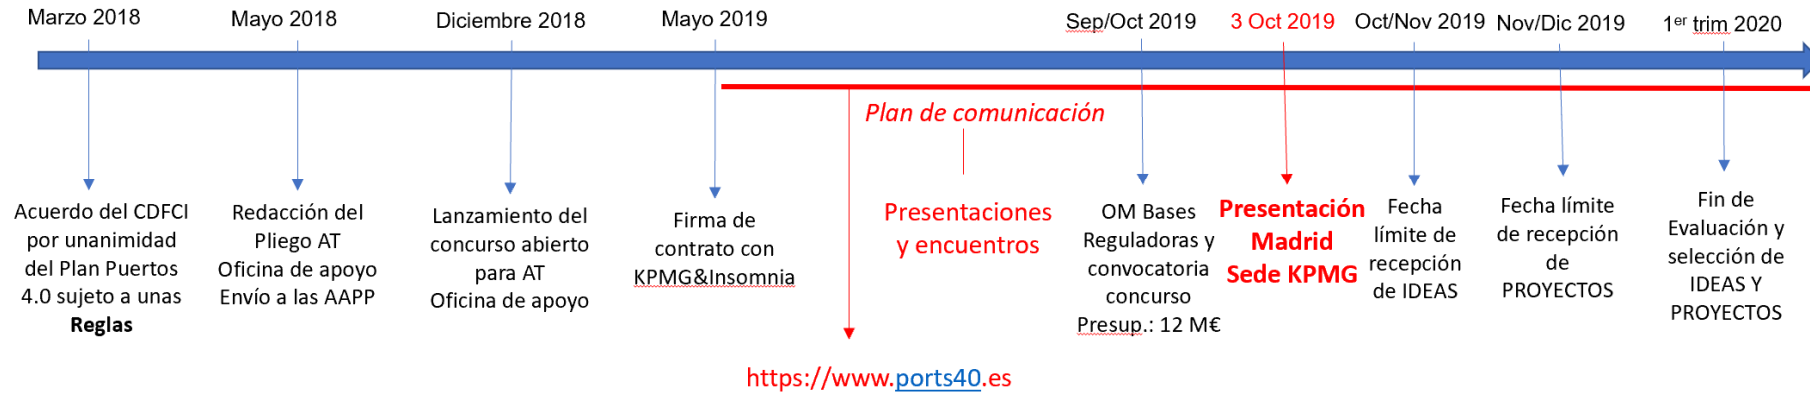 Marzo 2018
Mayo 2018
Diciembre 2018
Mayo 2019
Sep/Oct 2019
3 Oct 2019
Oct/Nov 2019
Nov/Dic 2019
1er trim 2020
Plan de comunicación
Acuerdo del CDFCI
por unanimidad
del Plan Puertos
4.0 sujeto a unas
Reglas
Redacción del
Pliego AT
Oficina de apoyo
Envío a las AAPP
Lanzamiento del
concurso abierto
para AT
Oficina de apoyo
Firma de
contrato con
KPMG&Insomnia
Presentaciones
y encuentros
OM Bases
Reguladoras y
convocatoria
concurso
Presup.: 12 M€
Presentación
Madrid
Sede KPMG
Fecha
límite de
recepción
de IDEAS
Fecha límite
de recepción
de
PROYECTOS
Fin de
Evaluación y
selección de
IDEAS Y
PROYECTOS
https://www.ports40.es